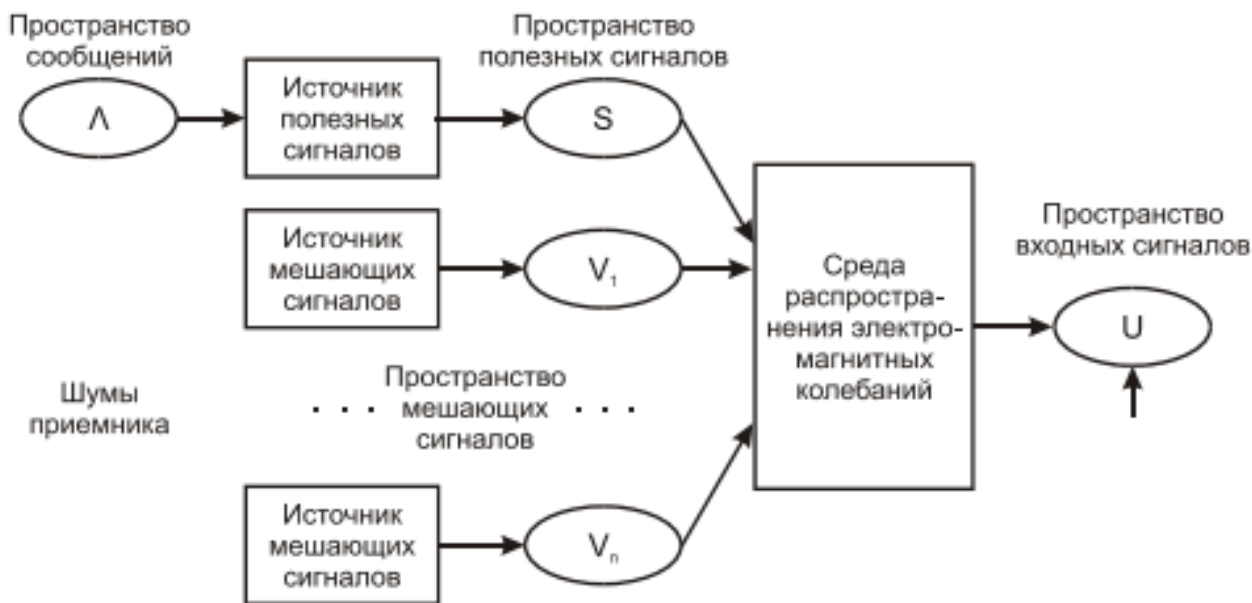 Пространство
сообщений
Λ
Источник
полезных
сигналов
Пространство
полезных сигналов
S
Источник
мешающих
сигналов
V₁
Среда
распростра-
нения электро-
магнитных
колебаний
Пространство
входных сигналов
U
Шумы
приемника
Пространство
· · · мешающих · · ·
сигналов
Источник
мешающих
сигналов
Vₙ